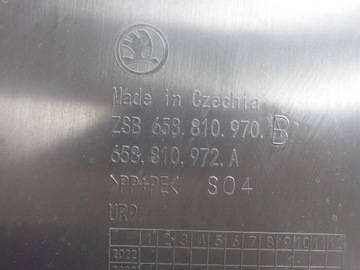 Made in Czechia
ZSB 658.810.970. B
658.810.972.A
>PP+PE< S04
UR9
1 2 3 4 5 6 7 8 9 10 11 12
2022